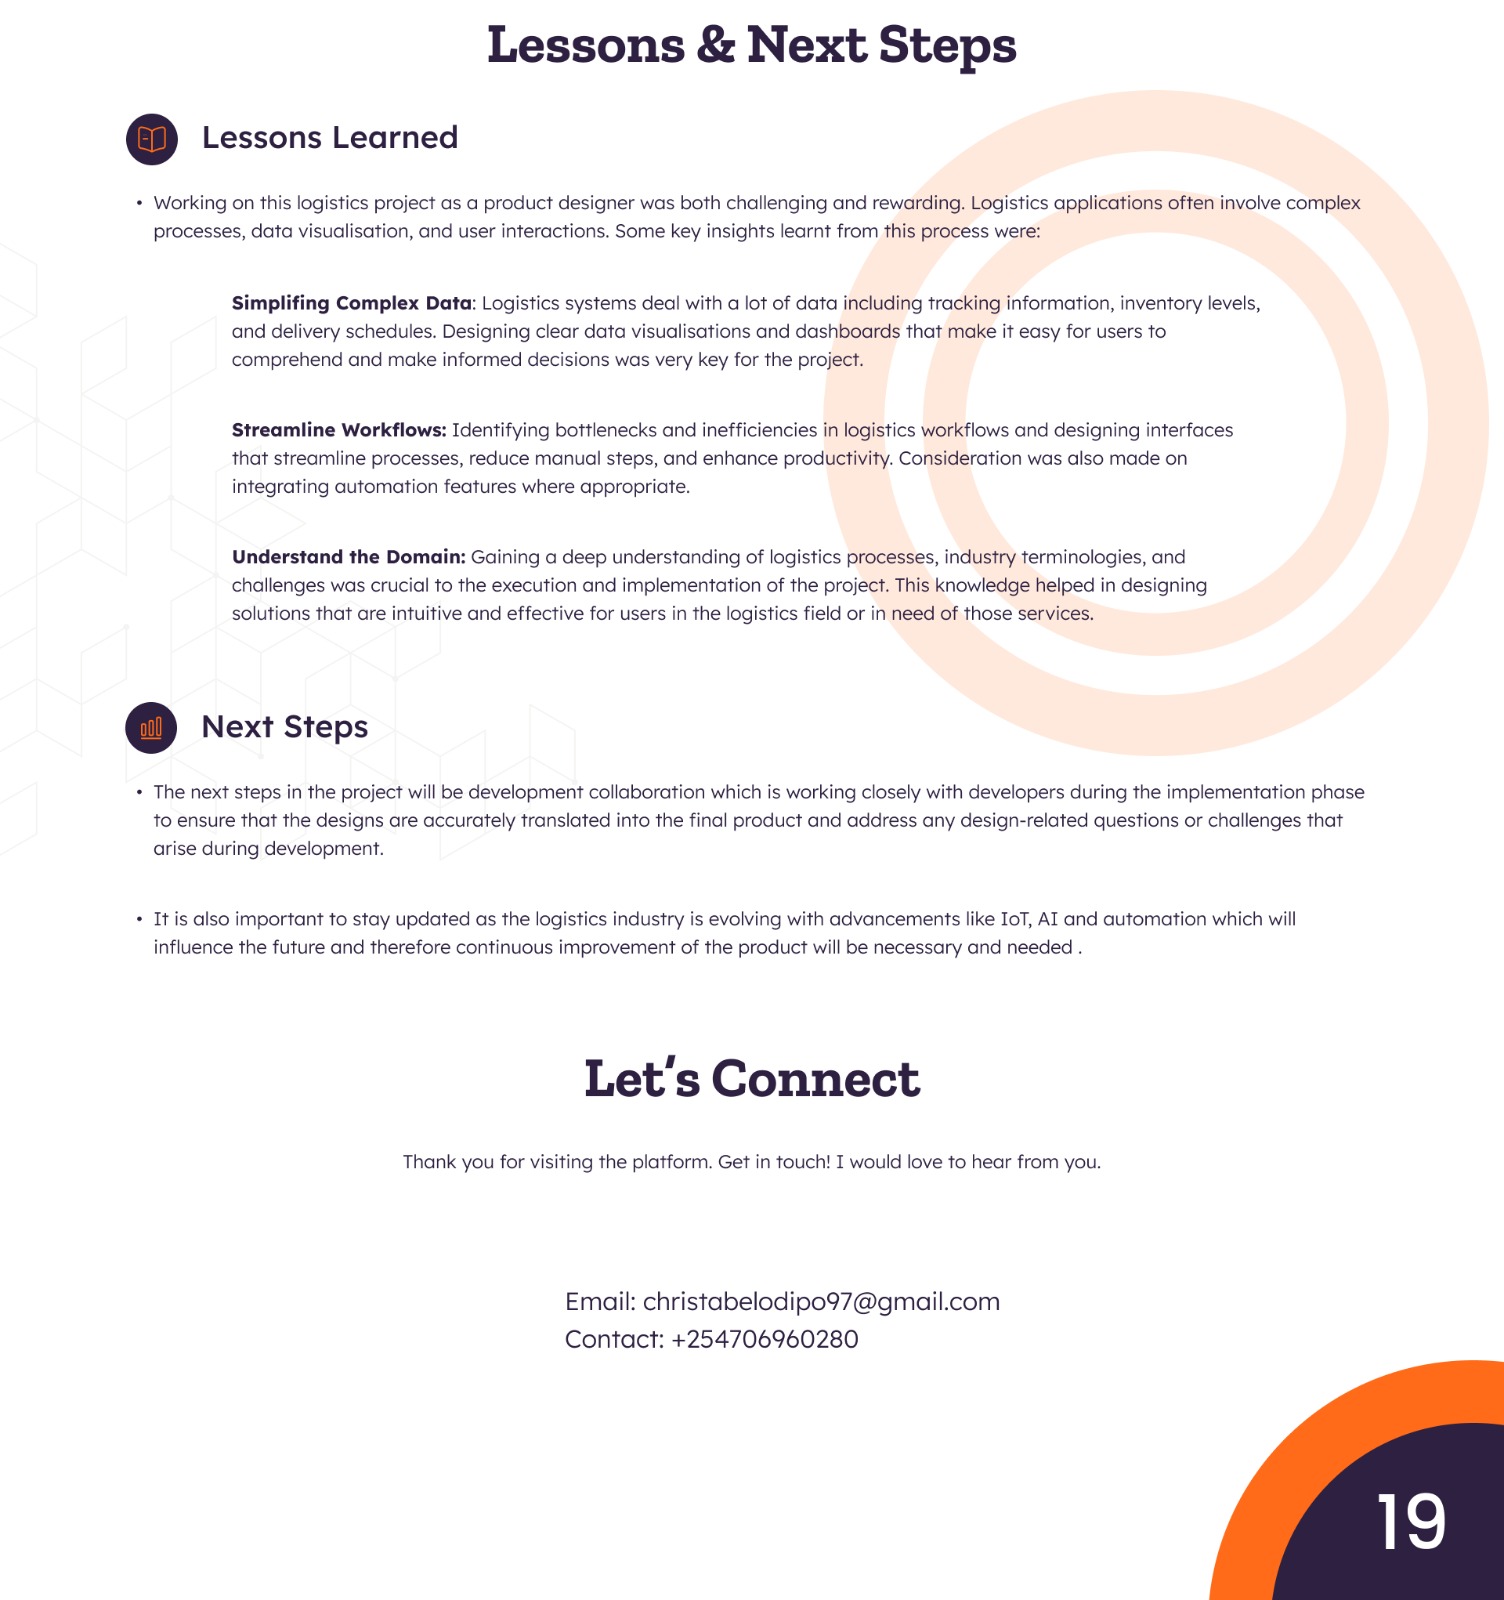 Lessons & Next Steps
Lessons Learned
• Working on this logistics project as a product designer was both challenging and rewarding. Logistics applications often involve complex
processes, data visualisation, and user interactions. Some key insights learnt from this process were:
Simplifing Complex Data: Logistics systems deal with a lot of data including tracking information, inventory levels,
and delivery schedules. Designing clear data visualisations and dashboards that make it easy for users to
comprehend and make informed decisions was very key for the project.
Streamline Workflows: Identifying bottlenecks and inefficiencies in logistics workflows and designing interfaces
that streamline processes, reduce manual steps, and enhance productivity. Consideration was also made on
integrating automation features where appropriate.
Understand the Domain: Gaining a deep understanding of logistics processes, industry terminologies, and
challenges was crucial to the execution and implementation of the project. This knowledge helped in designing
solutions that are intuitive and effective for users in the logistics field or in need of those services.
Next Steps
• The next steps in the project will be development collaboration which is working closely with developers during the implementation phase
to ensure that the designs are accurately translated into the final product and address any design-related questions or challenges that
arise during development.
• It is also important to stay updated as the logistics industry is evolving with advancements like IoT, AI and automation which will
influence the future and therefore continuous improvement of the product will be necessary and needed .
Let's Connect
Thank you for visiting the platform. Get in touch! I would love to hear from you.
Email: christabelodipo97@gmail.com
Contact: +254706960280
19